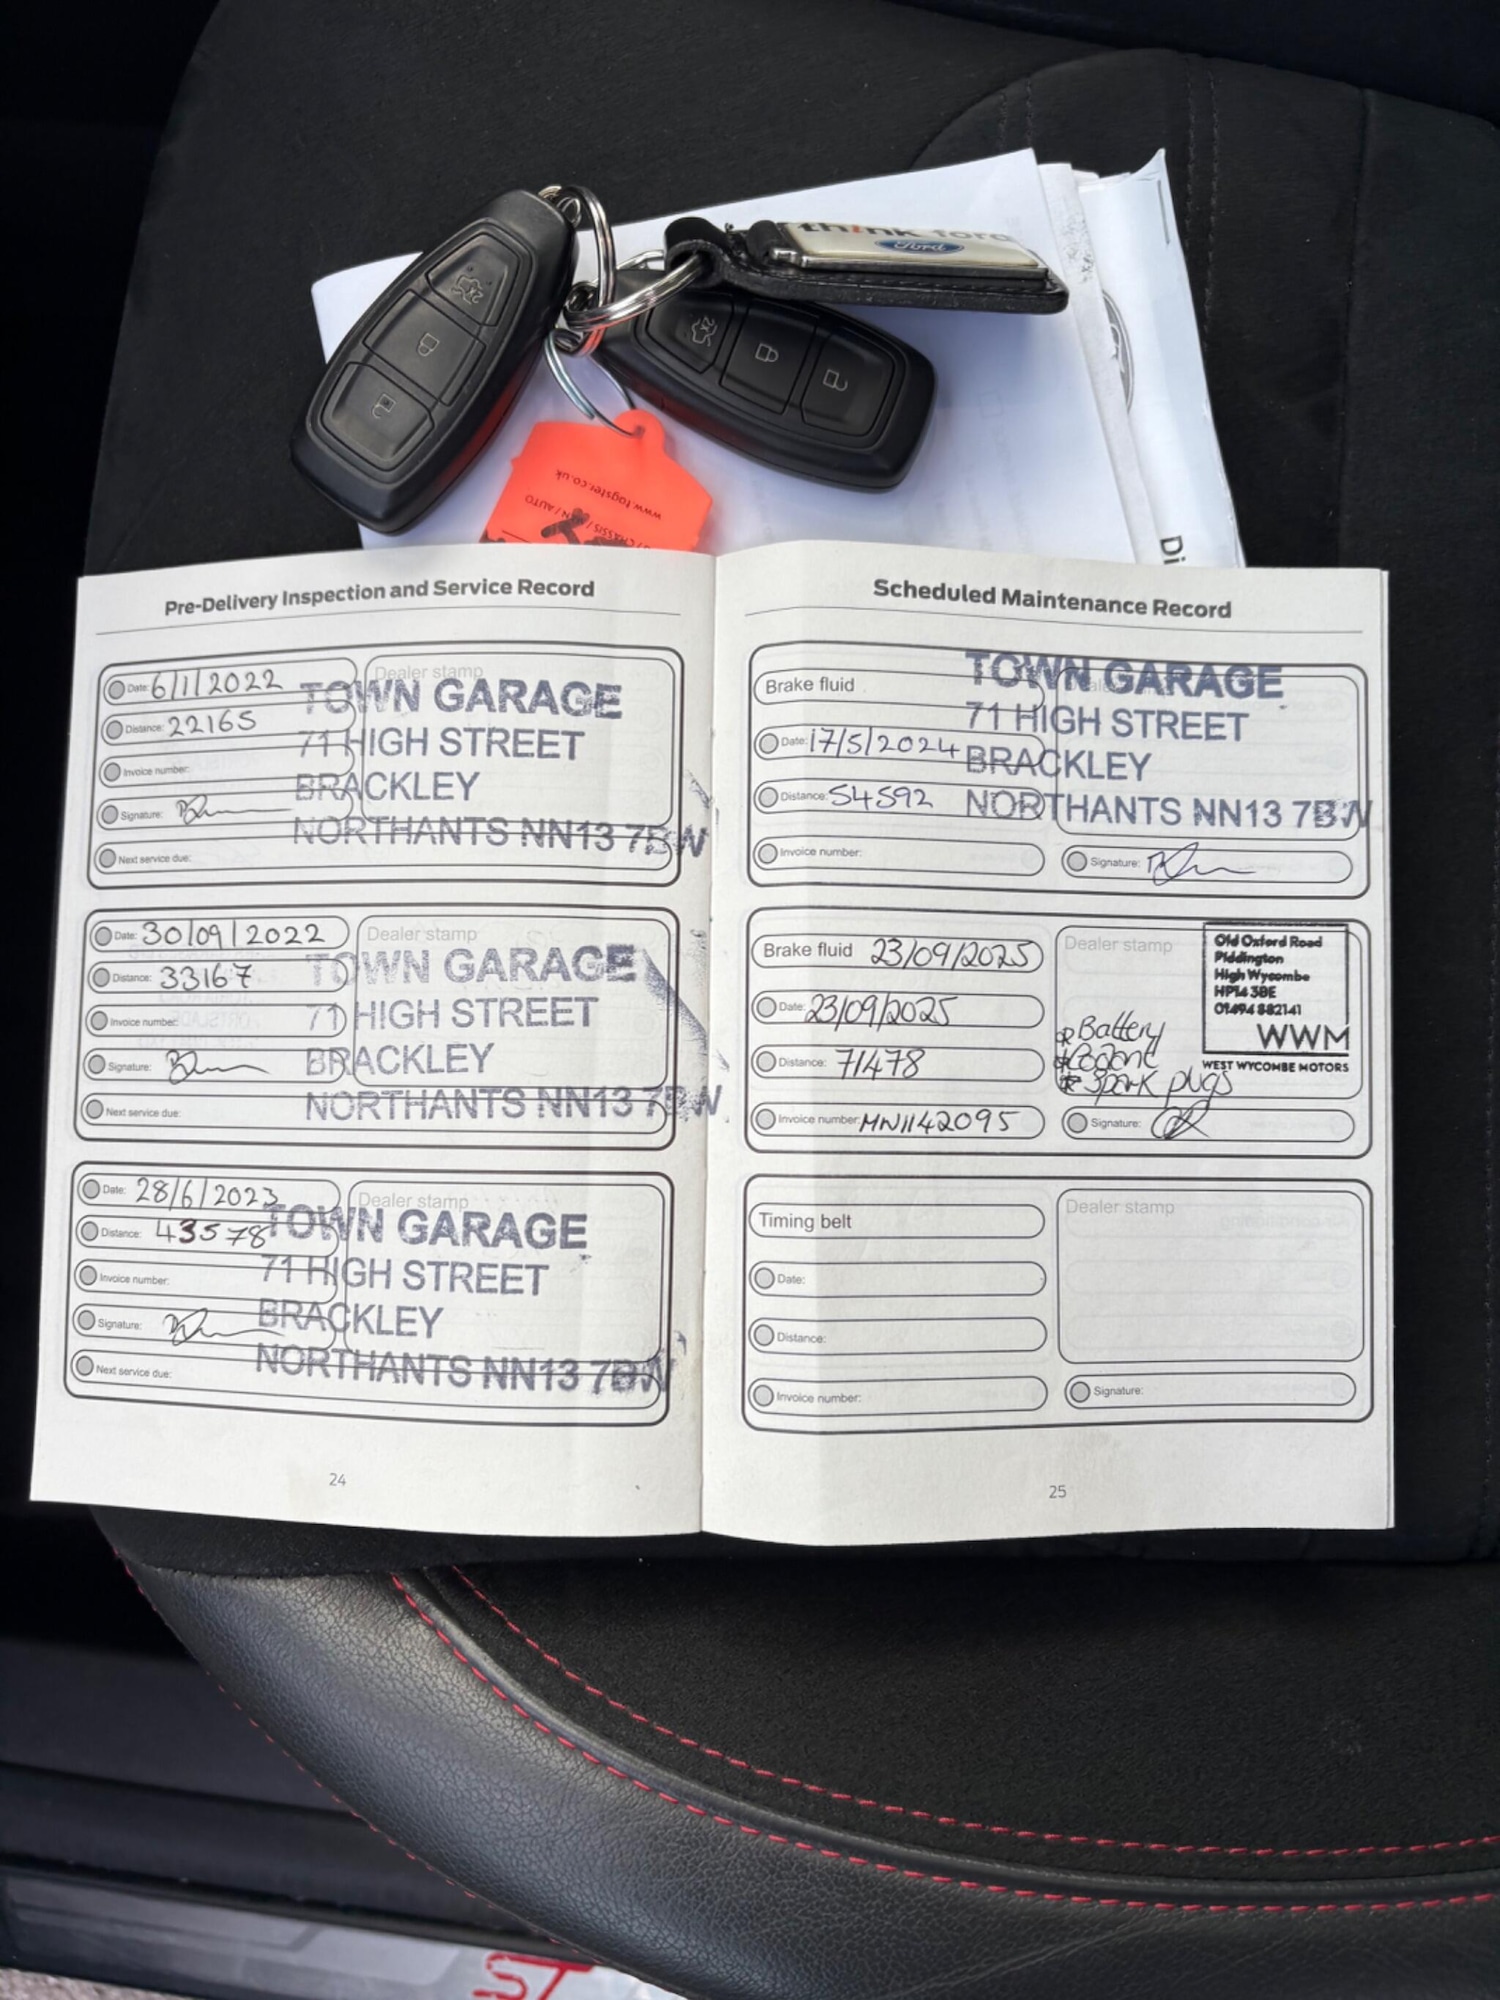 think ford
Ford
www.tagster.co.uk
CHASSIS /
/ AUTO
Di
Pre-Delivery Inspection and Service Record
Date: 6/1/2022
Distance: 22165
Invoice number:
Signature:
Next service due:
Dealer stamp
TOWN GARAGE
71 HIGH STREET
BRACKLEY
NORTHANTS NN13 7BW
Date: 30/09/2022
Distance: 33167
Invoice number:
Signature:
Next service due:
Dealer stamp
TOWN GARAGE
71 HIGH STREET
BRACKLEY
NORTHANTS NN13 7BW
Date: 28/6/2023
Distance: 43578
Invoice number:
Signature:
Next service due:
Dealer stamp
TOWN GARAGE
71 HIGH STREET
BRACKLEY
NORTHANTS NN13 7BW
24
Scheduled Maintenance Record
Brake fluid
Date: 17/5/2024
Distance: 54592
Invoice number:
TOWN GARAGE
71 HIGH STREET
BRACKLEY
NORTHANTS NN13 7BW
Signature:
Brake fluid 23/09/2025
Date: 23/09/2025
Distance: 71478
Invoice number: MN1142095
Dealer stamp
Old Oxford Road
Piddington
High Wycombe
HP14 3BE
01494 882141
WWM
WEST WYCOMBE MOTORS
Battery
Spark plugs
Signature:
Timing belt
Date:
Distance:
Invoice number:
Dealer stamp
Signature:
25
ST